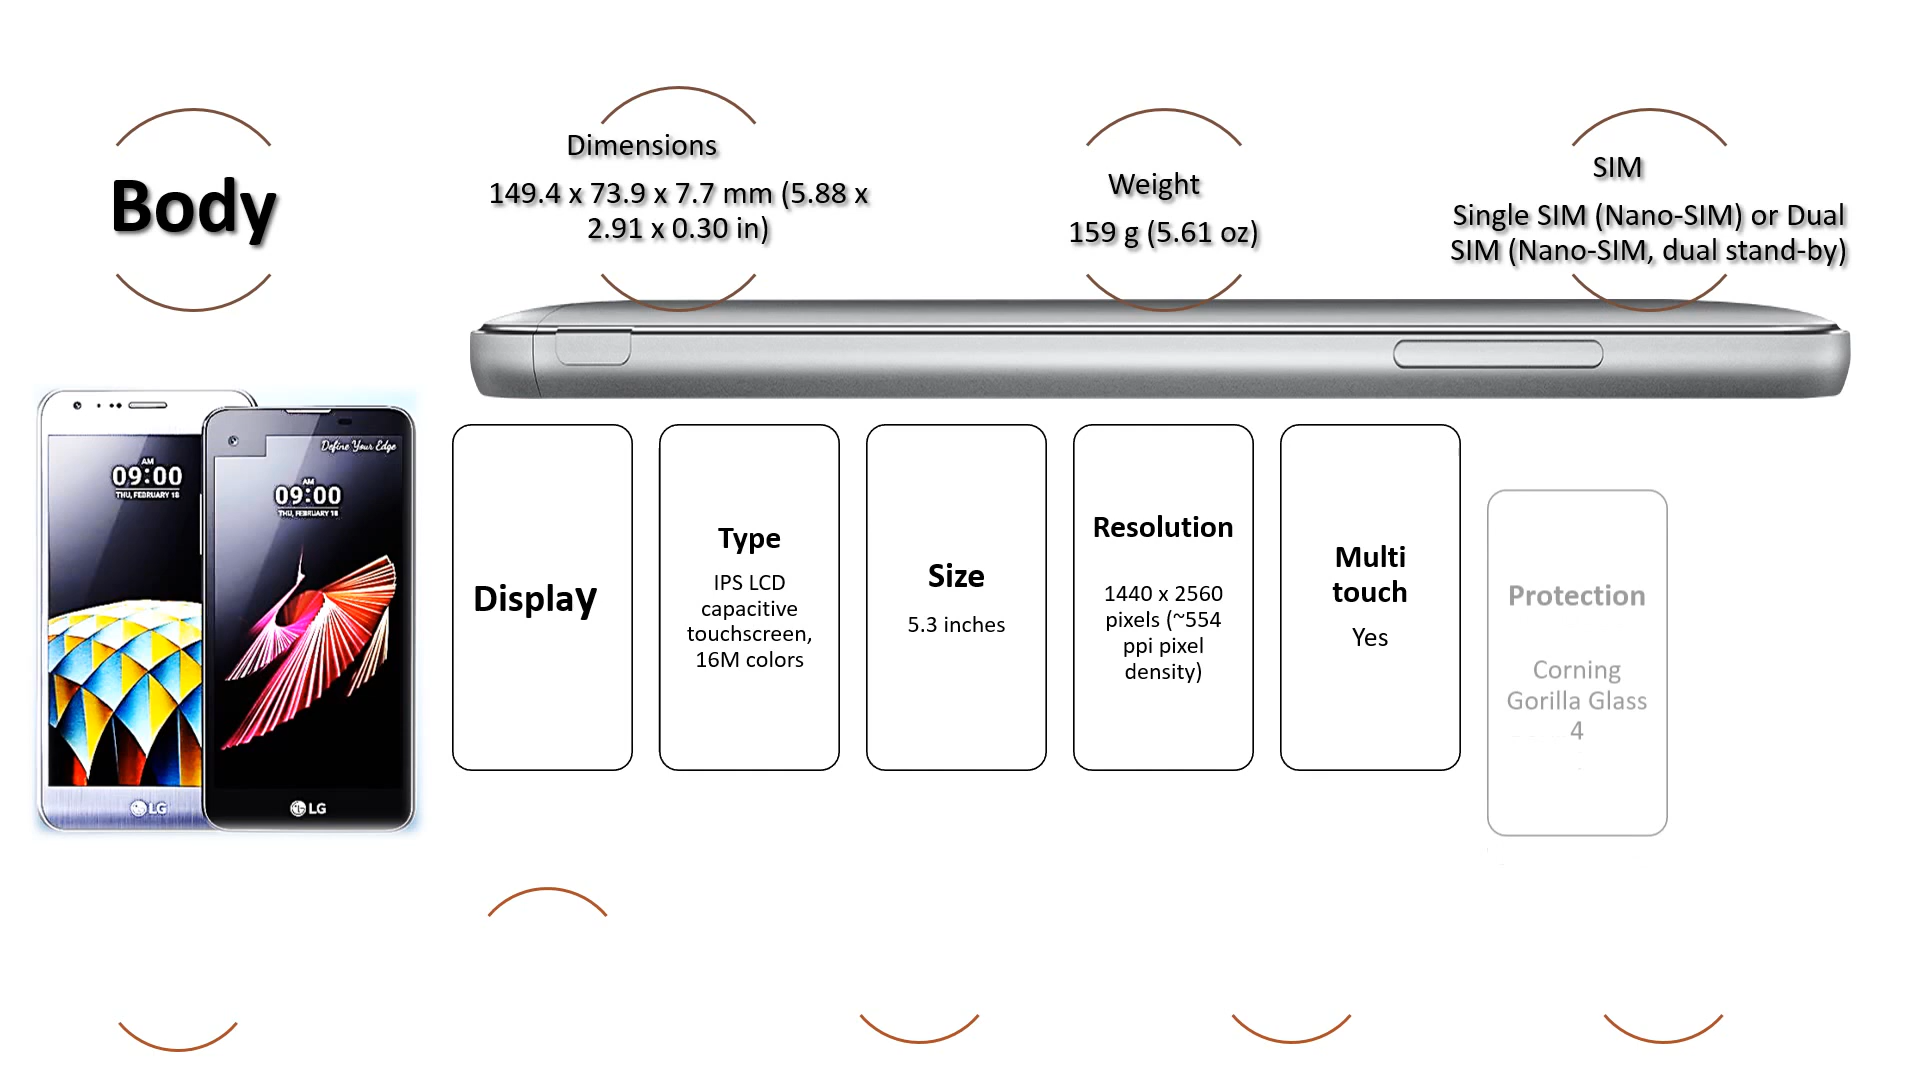 Body
Dimensions
149.4 x 73.9 x 7.7 mm (5.88 x
2.91 x 0.30 in)
Weight
159 g (5.61 oz)
SIM
Single SIM (Nano-SIM) or Dual
SIM (Nano-SIM, dual stand-by)
AM
09:00
THU, FEBRUARY 18
LG
Define Your Edge
AM
09:00
THU, FEBRUARY 18
LG
Display
Type
IPS LCD
capacitive
touchscreen,
16M colors
Size
5.3 inches
Resolution
1440 x 2560
pixels (~554
ppi pixel
density)
Multi
touch
Yes
Protection
Corning
Gorilla Glass
4